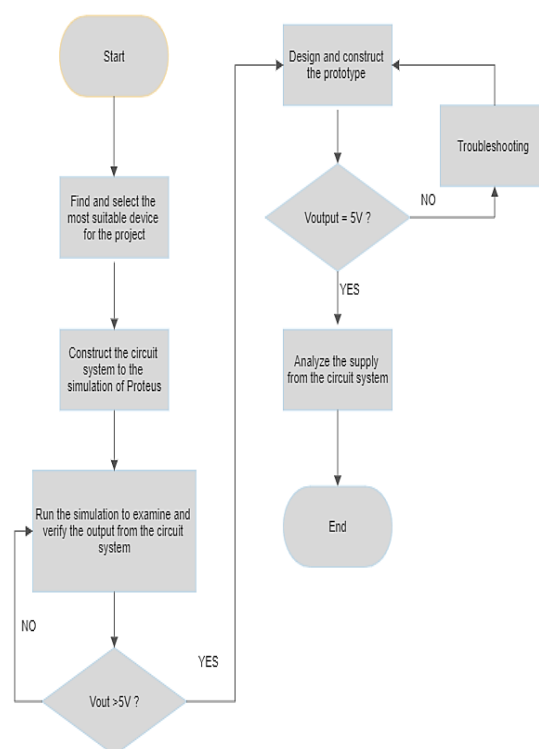 Start
Find and select the
most suitable device
for the project
Construct the circuit
system to the
simulation of Proteus
Run the simulation to examine and
verify the output from the circuit
system
NO
Vout >5V ?
YES
Design and construct
the prototype
Troubleshooting
Voutput = 5V ?
NO
YES
Analyze the supply
from the circuit system
End